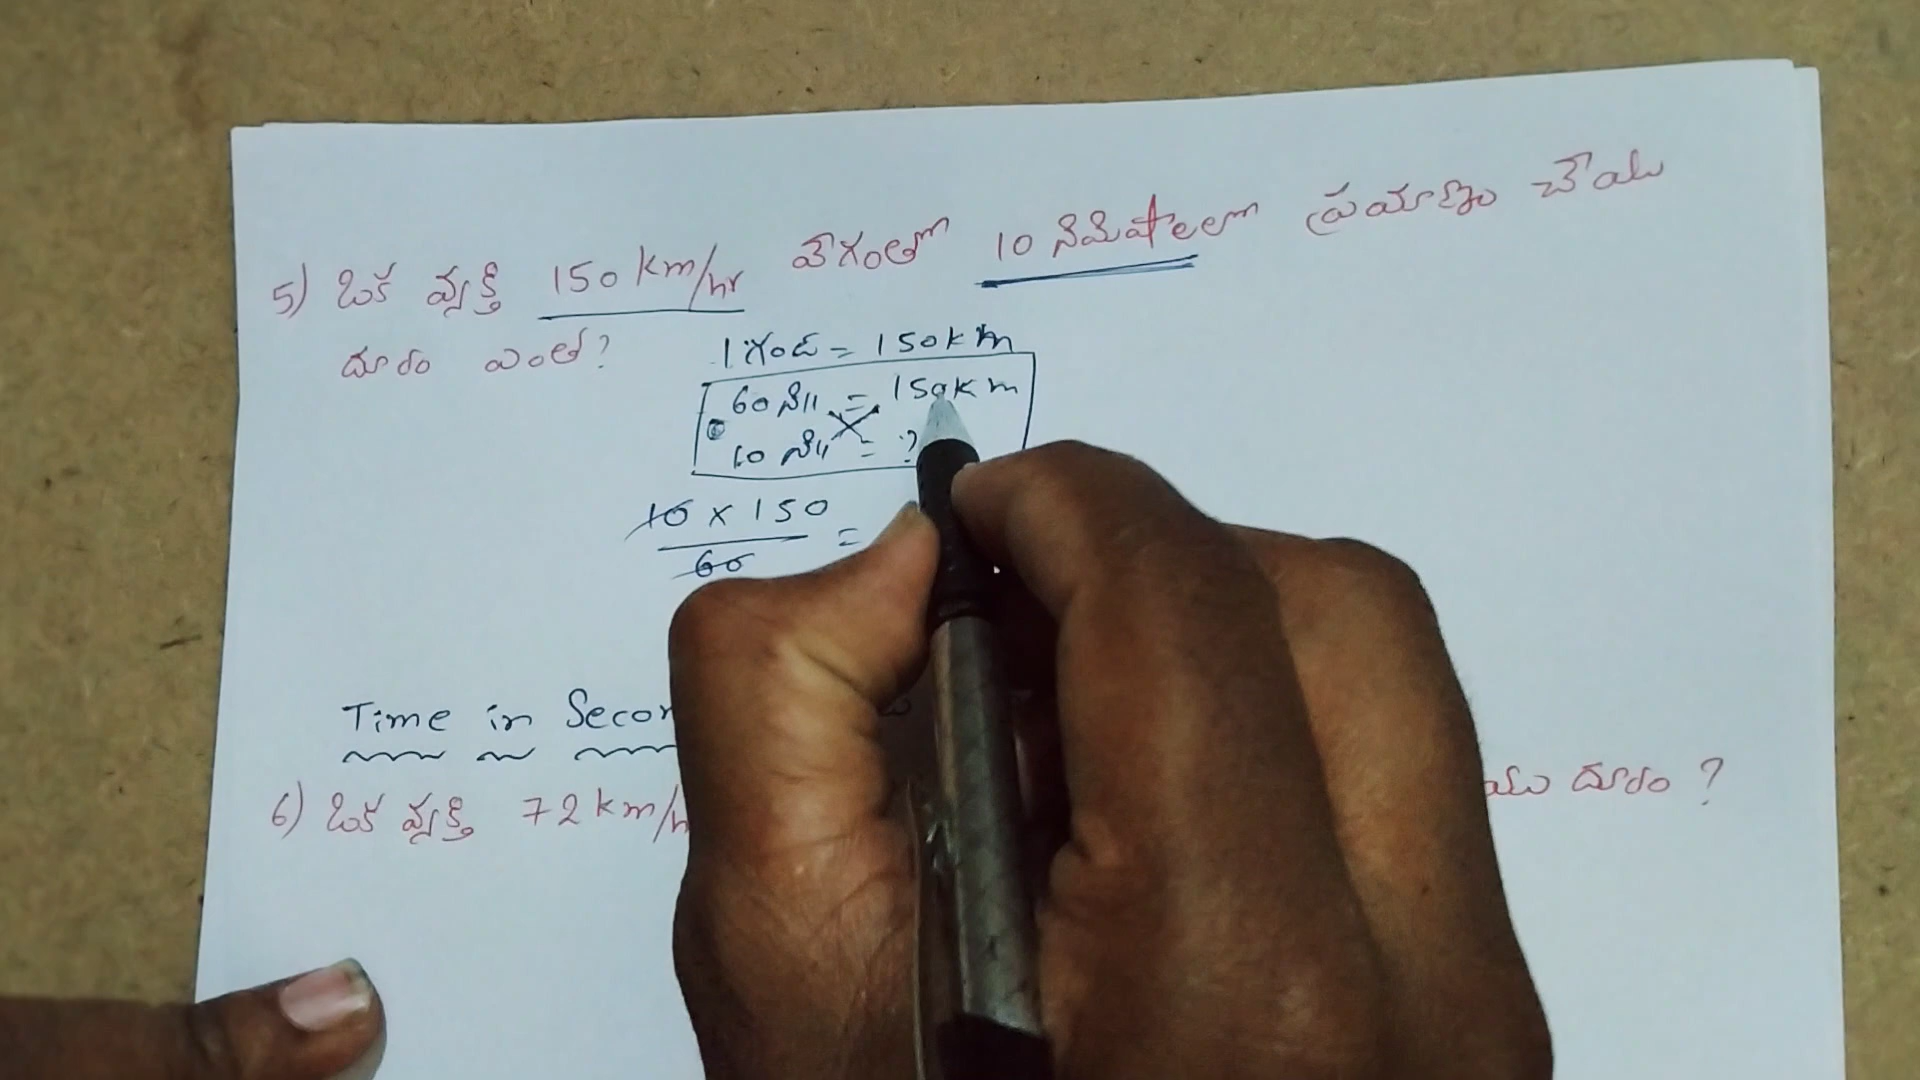 5) ఒక వ్యక్తి 150 km/hr వేగంతో 10 నిమిషాలలో ప్రయాణం చేయు
దూరం ఎంత?
1 గంట = 150 km
60 ని॥ = 150 km
10 ని॥ = ?
10 x 150
=
60
Time in
6) ఒక వ్యక్తి 72 km/h
దూరం ?